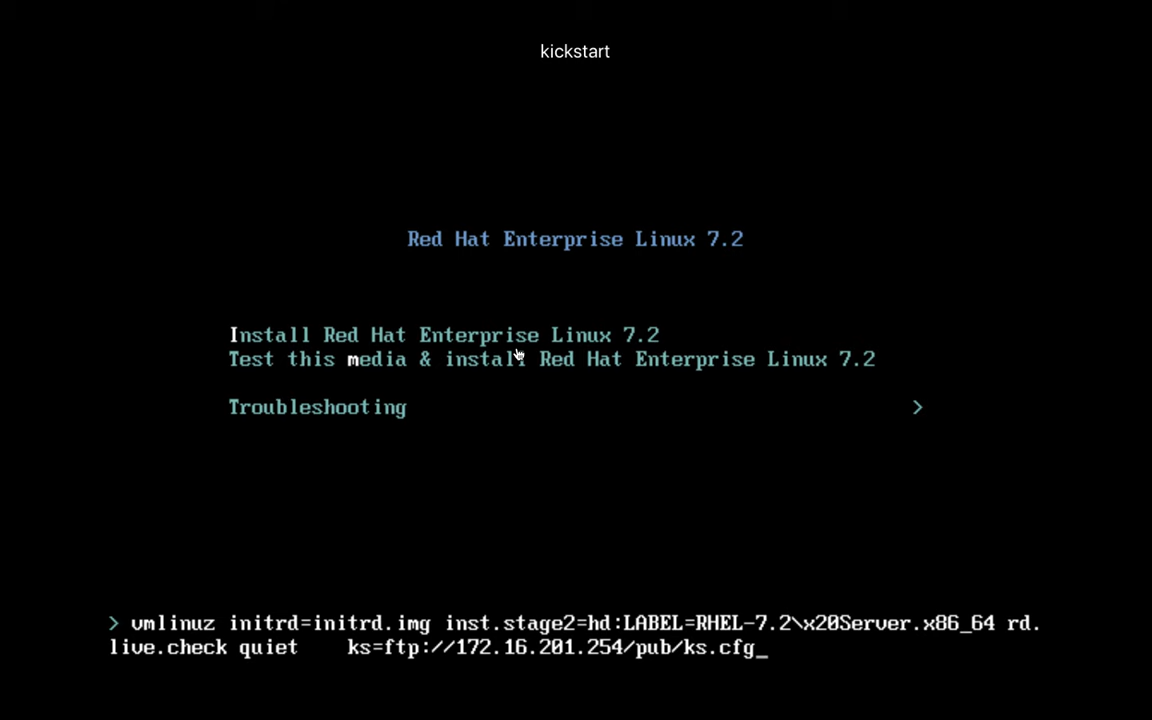 kickstart
Red Hat Enterprise Linux 7.2
Install Red Hat Enterprise Linux 7.2
Test this media & install Red Hat Enterprise Linux 7.2
Troubleshooting >
> vmlinuz initrd=initrd.img inst.stage2=hd:LABEL=RHEL-7.2\x20Server.x86_64 rd.
live.check quiet    ks=ftp://172.16.201.254/pub/ks.cfg_